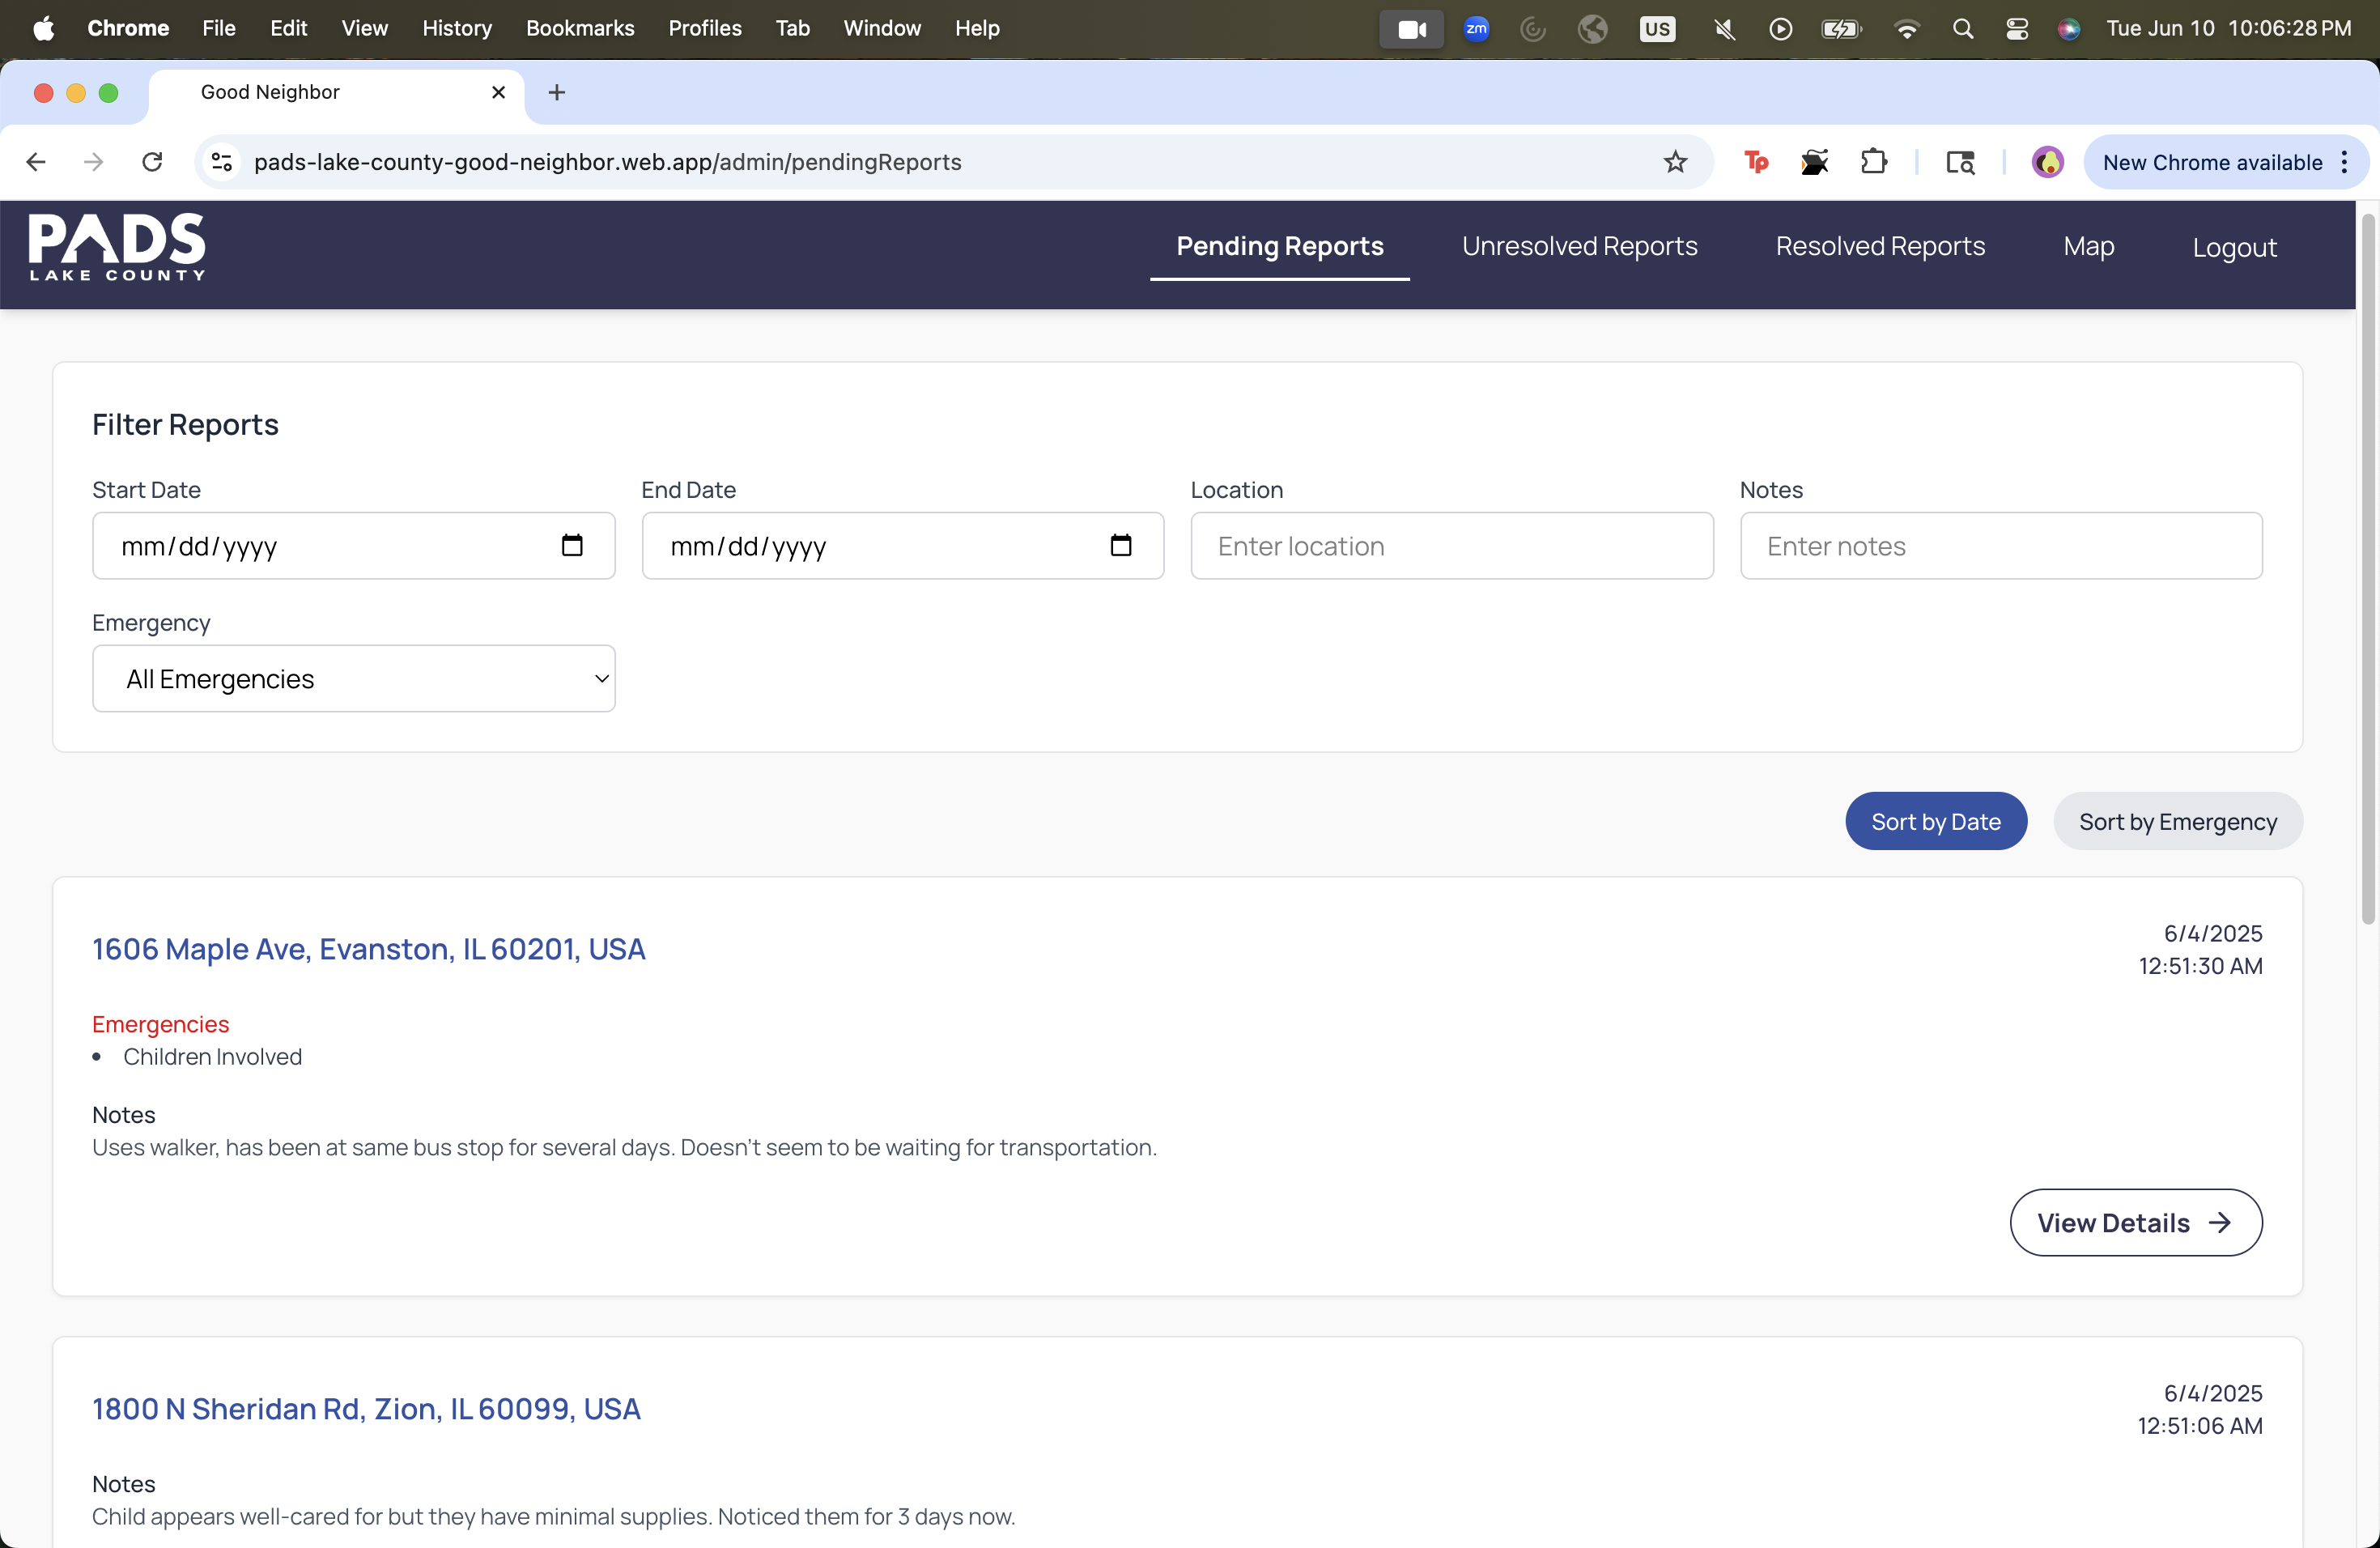 Chrome File Edit View History Bookmarks Profiles Tab Window Help zm US Tue Jun 10 10:06:28 PM
Good Neighbor
pads-lake-county-good-neighbor.web.app/admin/pendingReports Tp New Chrome available
PADS
LAKE COUNTY
Pending Reports Unresolved Reports Resolved Reports Map Logout
Filter Reports
Start Date End Date Location Notes
mm/dd/yyyy mm/dd/yyyy Enter location Enter notes
Emergency
All Emergencies
Sort by Date Sort by Emergency
1606 Maple Ave, Evanston, IL 60201, USA 6/4/2025
12:51:30 AM
Emergencies
• Children Involved
Notes
Uses walker, has been at same bus stop for several days. Doesn't seem to be waiting for transportation.
View Details →
1800 N Sheridan Rd, Zion, IL 60099, USA 6/4/2025
12:51:06 AM
Notes
Child appears well-cared for but they have minimal supplies. Noticed them for 3 days now.